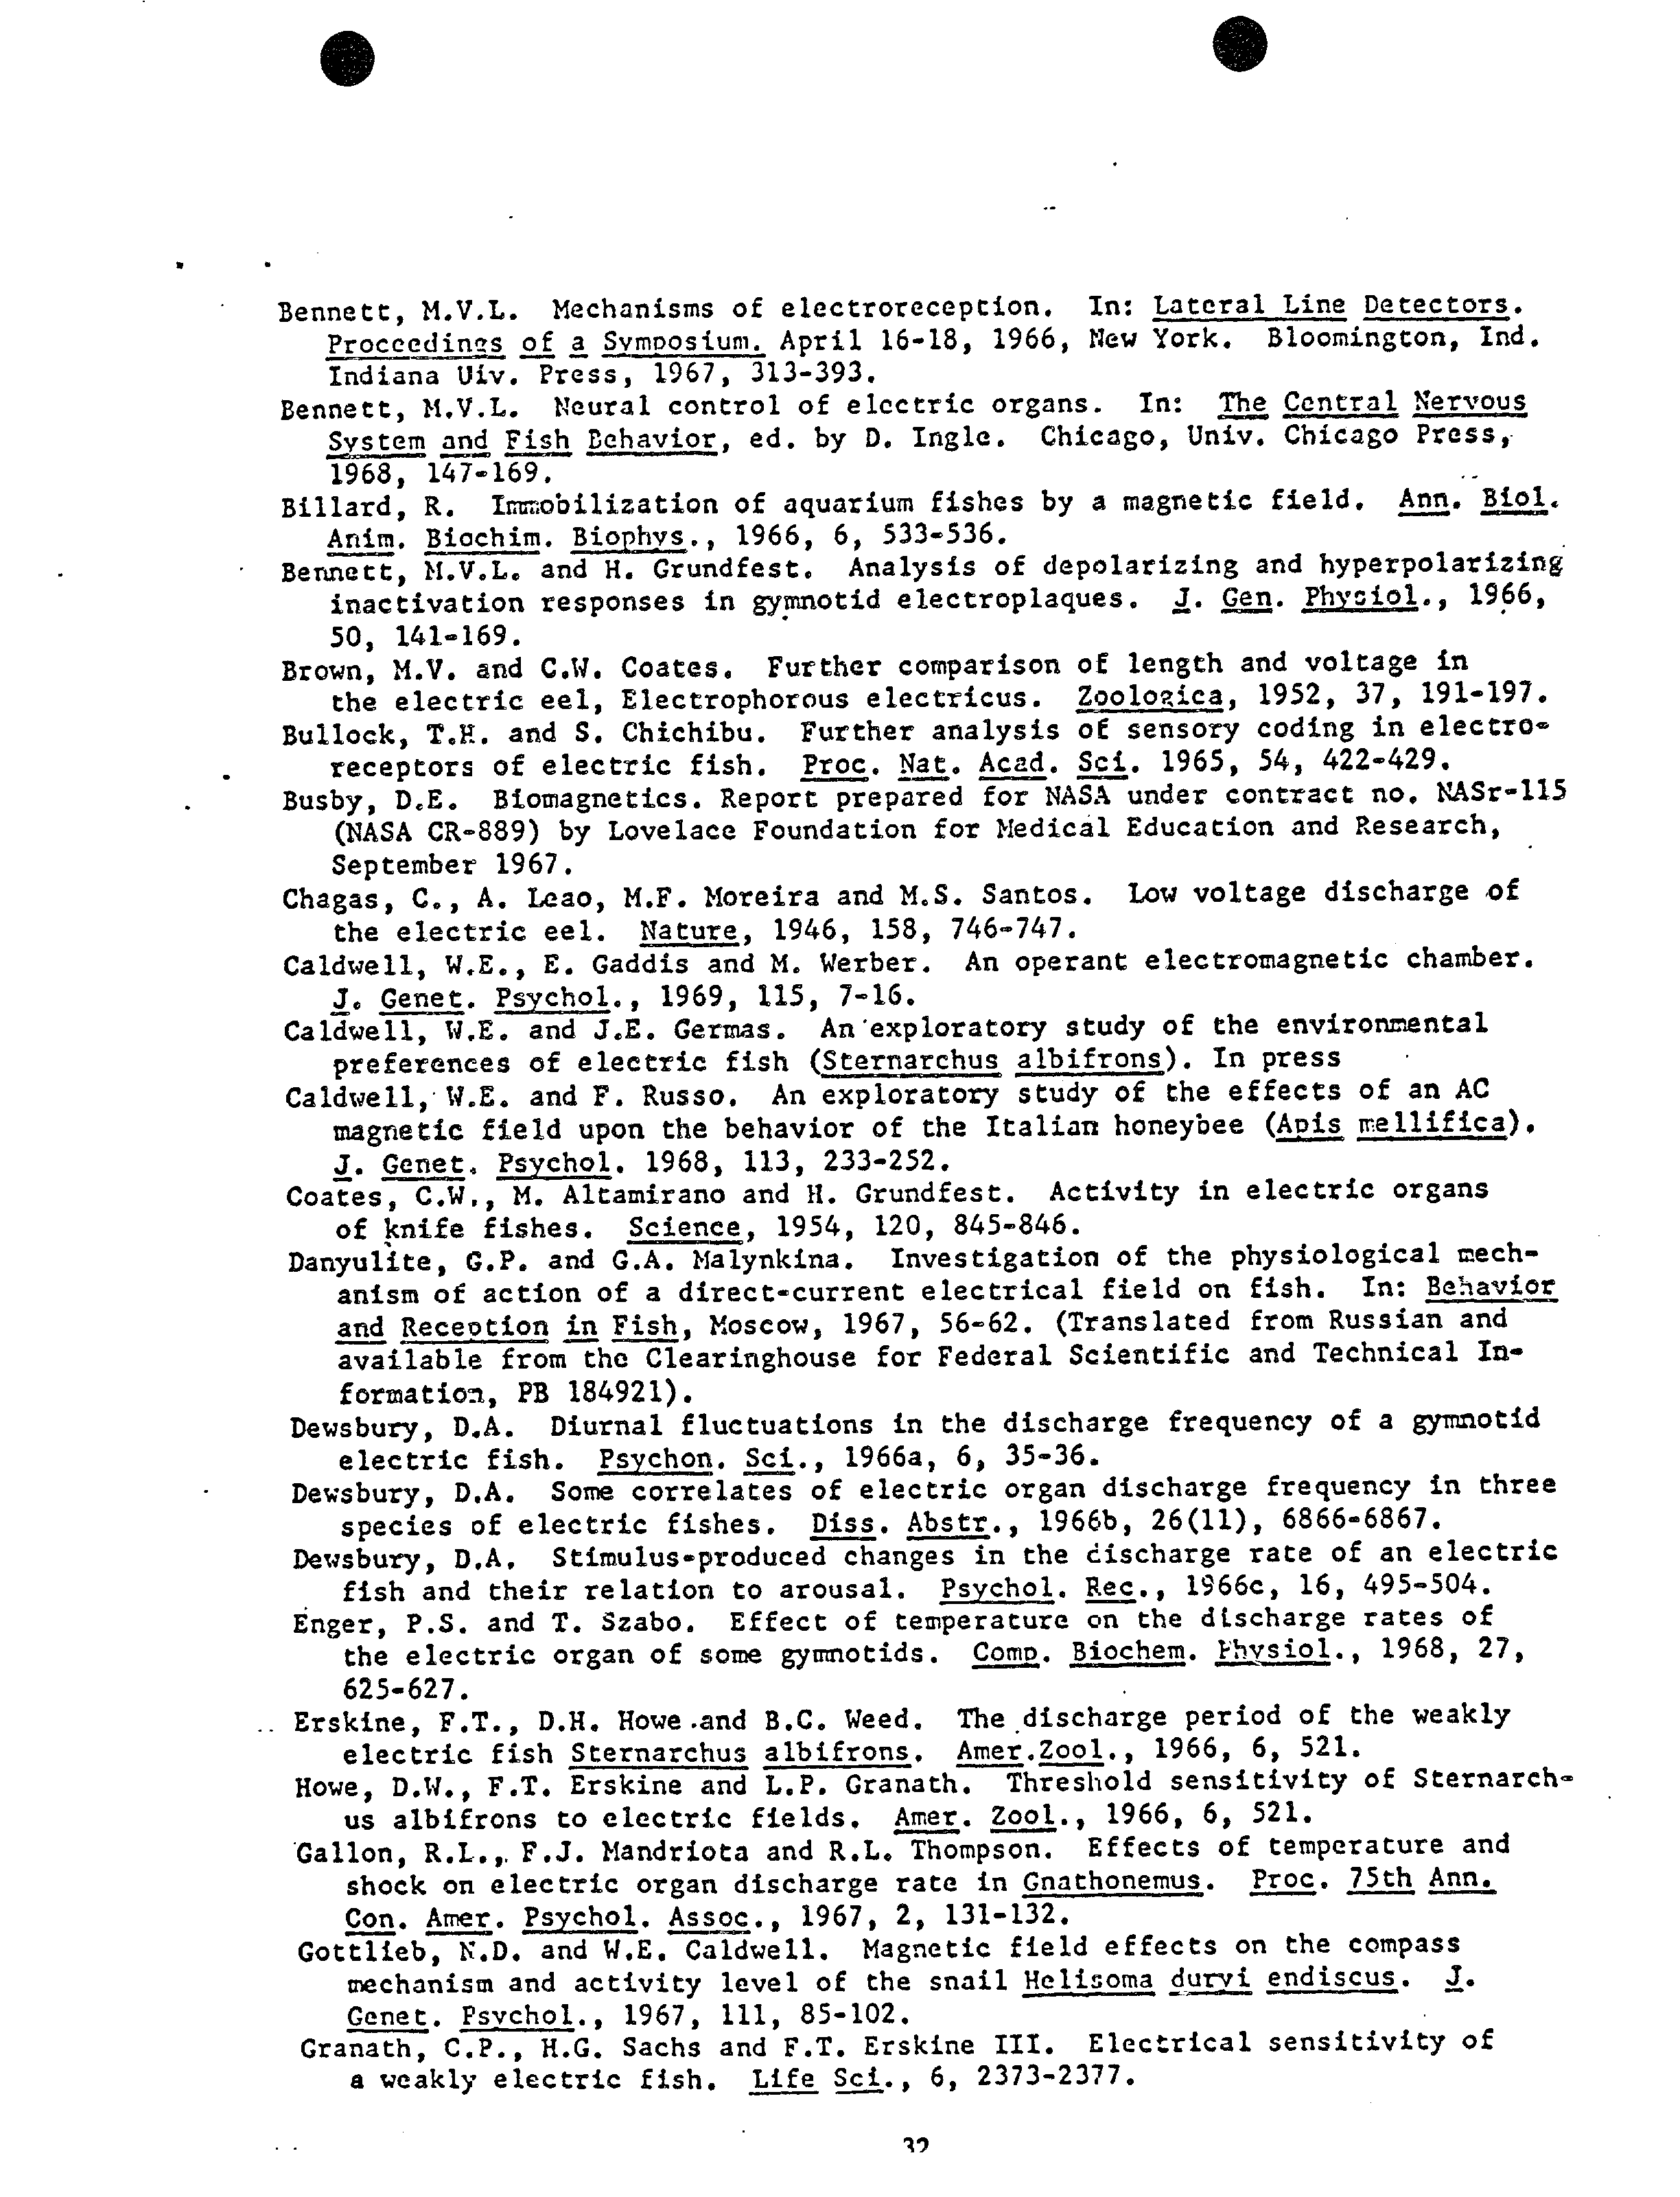 Bennett, M.V.L. Mechanisms of electroreception. In: Lateral Line Detectors.
Proceedings of a Symposium. April 16-18, 1966, New York. Bloomington, Ind.
Indiana Uiv. Press, 1967, 313-393.
Bennett, M.V.L. Neural control of electric organs. In: The Central Nervous
System and Fish Behavior, ed. by D. Ingle. Chicago, Univ. Chicago Press,
1968, 147-169.
Billard, R. Immobilization of aquarium fishes by a magnetic field. Ann. Biol.
Anim. Biochim. Biophys., 1966, 6, 533-536.
Bennett, M.V.L. and H. Grundfest. Analysis of depolarizing and hyperpolarizing
inactivation responses in gymnotid electroplaques. J. Gen. Physiol., 1966,
50, 141-169.
Brown, M.V. and C.W. Coates. Further comparison of length and voltage in
the electric eel, Electrophorous electricus. Zoologica, 1952, 37, 191-197.
Bullock, T.H. and S. Chichibu. Further analysis of sensory coding in electro-
receptors of electric fish. Proc. Nat. Acad. Sci. 1965, 54, 422-429.
Busby, D.E. Biomagnetics. Report prepared for NASA under contract no. NASr-115
(NASA CR-889) by Lovelace Foundation for Medical Education and Research,
September 1967.
Chagas, C., A. Leao, M.F. Moreira and M.S. Santos. Low voltage discharge of
the electric eel. Nature, 1946, 158, 746-747.
Caldwell, W.E., E. Gaddis and M. Werber. An operant electromagnetic chamber.
J. Genet. Psychol., 1969, 115, 7-16.
Caldwell, W.E. and J.E. Germas. An exploratory study of the environmental
preferences of electric fish (Sternarchus albifrons). In press
Caldwell, W.E. and F. Russo. An exploratory study of the effects of an AC
magnetic field upon the behavior of the Italian honeybee (Apis mellifica).
J. Genet. Psychol. 1968, 113, 233-252.
Coates, C.W., M. Altamirano and H. Grundfest. Activity in electric organs
of knife fishes. Science, 1954, 120, 845-846.
Danyulite, G.P. and G.A. Malynkina. Investigation of the physiological mech-
anism of action of a direct-current electrical field on fish. In: Behavior
and Reception in Fish, Moscow, 1967, 56-62. (Translated from Russian and
available from the Clearinghouse for Federal Scientific and Technical In-
formation, PB 184921).
Dewsbury, D.A. Diurnal fluctuations in the discharge frequency of a gymnotid
electric fish. Psychon. Sci., 1966a, 6, 35-36.
Dewsbury, D.A. Some correlates of electric organ discharge frequency in three
species of electric fishes. Diss. Abstr., 1966b, 26(11), 6866-6867.
Dewsbury, D.A. Stimulus-produced changes in the discharge rate of an electric
fish and their relation to arousal. Psychol. Rec., 1966c, 16, 495-504.
Enger, P.S. and T. Szabo. Effect of temperature on the discharge rates of
the electric organ of some gymnotids. Comp. Biochem. Physiol., 1968, 27,
625-627.
Erskine, F.T., D.H. Howe and B.C. Weed. The discharge period of the weakly
electric fish Sternarchus albifrons. Amer.Zool., 1966, 6, 521.
Howe, D.W., F.T. Erskine and L.P. Granath. Threshold sensitivity of Sternarch-
us albifrons to electric fields. Amer. Zool., 1966, 6, 521.
Gallon, R.L., F.J. Mandriota and R.L. Thompson. Effects of temperature and
shock on electric organ discharge rate in Gnathonemus. Proc. 75th Ann.
Con. Amer. Psychol. Assoc., 1967, 2, 131-132.
Gottlieb, N.D. and W.E. Caldwell. Magnetic field effects on the compass
mechanism and activity level of the snail Helisoma duryi endiscus. J.
Genet. Psychol., 1967, 111, 85-102.
Granath, C.P., H.G. Sachs and F.T. Erskine III. Electrical sensitivity of
a weakly electric fish. Life Sci., 6, 2373-2377.
32